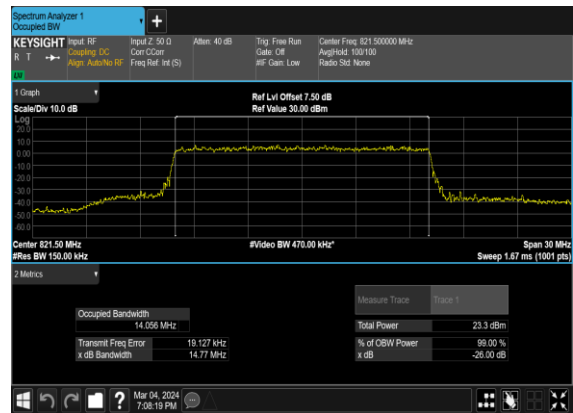 Spectrum Analyzer 1
Occupied BW
+
KEYSIGHT Input: RF Input Z: 50 Ω Atten: 40 dB Trig: Free Run Center Freq: 821.500000 MHz
R T Coupling: DC Corr CCorr Gate: Off Avg|Hold: 100/100
Align: Auto/No RF Freq Ref: Int (S) #IF Gain: Low Radio Std: None
LW
1 Graph
Ref Lvl Offset 7.50 dB
Scale/Div 10.0 dB Ref Value 30.00 dBm
Log
20.0
10.0
0.00
-10.0
-20.0
-30.0
-40.0
-50.0
-60.0
Center 821.50 MHz #Video BW 470.00 kHz* Span 30 MHz
#Res BW 150.00 kHz Sweep 1.67 ms (1001 pts)
2 Metrics
Measure Trace Trace 1
Occupied Bandwidth
14.056 MHz Total Power 23.3 dBm
Transmit Freq Error 19.127 kHz % of OBW Power 99.00 %
x dB Bandwidth 14.77 MHz x dB -26.00 dB
? Mar 04, 2024
7:08:19 PM